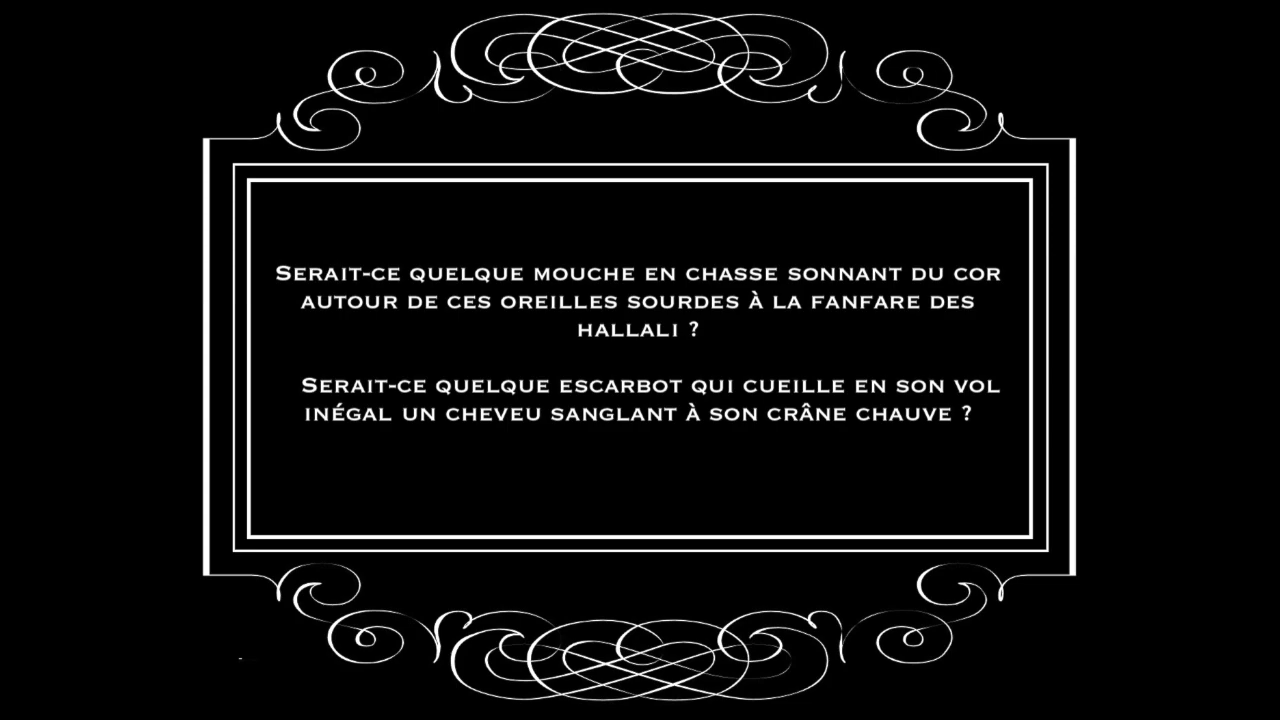 Serait-ce quelque mouche en chasse sonnant du cor
autour de ces oreilles sourdes à la fanfare des
hallali ?
Serait-ce quelque escarbot qui cueille en son vol
inégal un cheveu sanglant à son crâne chauve ?